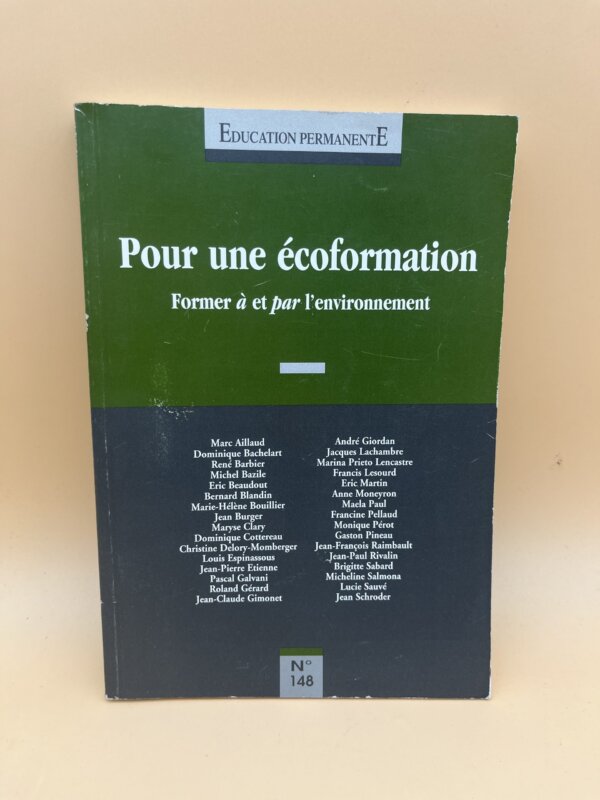 EDUCATION PERMANENTE
Pour une écoformation
Former à et par l'environnement
Marc Aillaud
Dominique Bachelart
René Barbier
Michel Bazile
Eric Beaudout
Bernard Blandin
Marie-Hélène Bouillier
Jean Burger
Maryse Clary
Dominique Cottereau
Christine Delory-Momberger
Louis Espinassous
Jean-Pierre Etienne
Pascal Galvani
Roland Gérard
Jean-Claude Gimonet
André Giordan
Jacques Lachambre
Marina Prieto Lencastre
Francis Lesourd
Eric Martin
Anne Moneyron
Maela Paul
Francine Pellaud
Monique Pérot
Gaston Pineau
Jean-François Raimbault
Jean-Paul Rivalin
Brigitte Sabard
Micheline Salmona
Lucie Sauvé
Jean Schroder
N°
148